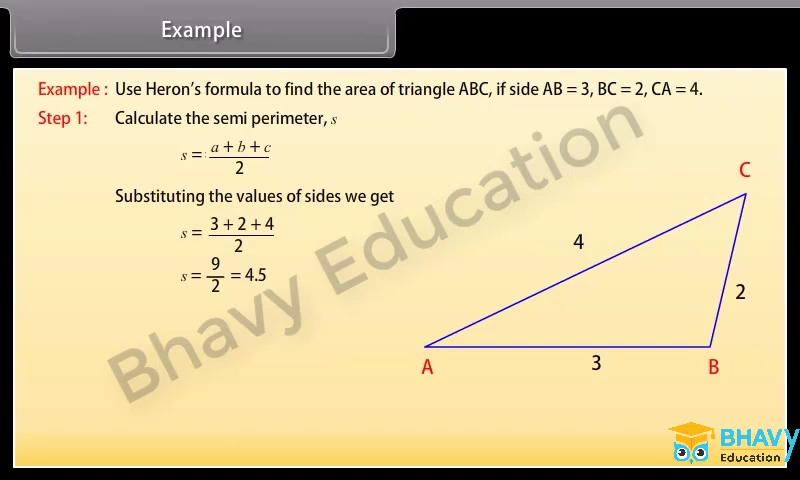 Example
Example : Use Heron's formula to find the area of triangle ABC, if side AB = 3, BC = 2, CA = 4.
Step 1: Calculate the semi perimeter, s
s = a + b + c / 2
Substituting the values of sides we get
s = 3 + 2 + 4 / 2
s = 9 / 2 = 4.5
C
4
2
A
3
B
Bhavy Education
BHAVY
Education